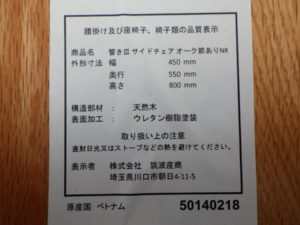 腰掛け及び座椅子、椅子類の品質表示
商品名 響きⅢ サイドチェア オーク節ありNR
外形寸法 幅 450 mm
奥行 550 mm
高さ 800 mm
構造部材: 天然木
表面加工: ウレタン樹脂塗装
取り扱い上の注意
直射日光又はストーブなどの熱を避けてください。
表示者 株式会社 筑波産商
埼玉県川口市朝日4-11-5
原産国 ベトナム 50140218